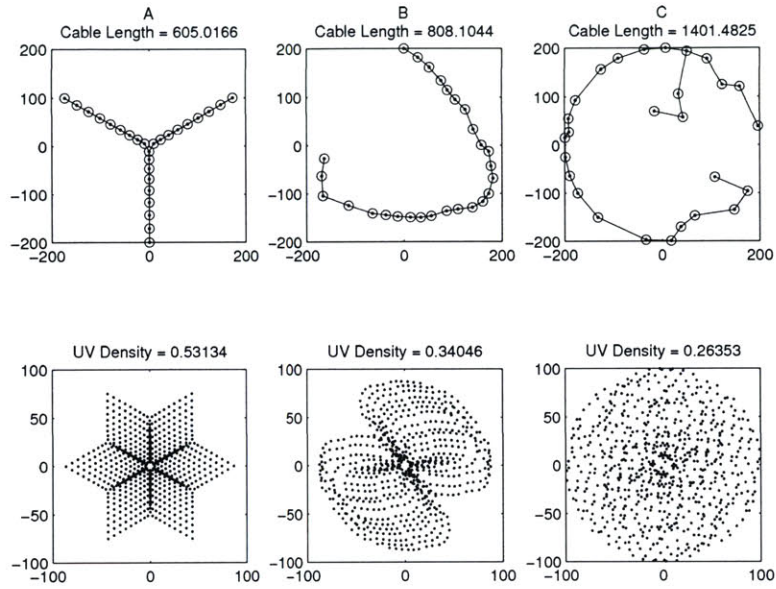 A B C
Cable Length = 605.0166 Cable Length = 808.1044 Cable Length = 1401.4825
200 200 200
100 100 100
0 0 0
−100 −100 −100
−200 −200 −200
−200 0 200 −200 0 200 −200 0 200
UV Density = 0.53134 UV Density = 0.34046 UV Density = 0.26353
100 100 100
50 50 50
0 0 0
−50 −50 −50
−100 −100 −100
−100 0 100 −100 0 100 −100 0 100